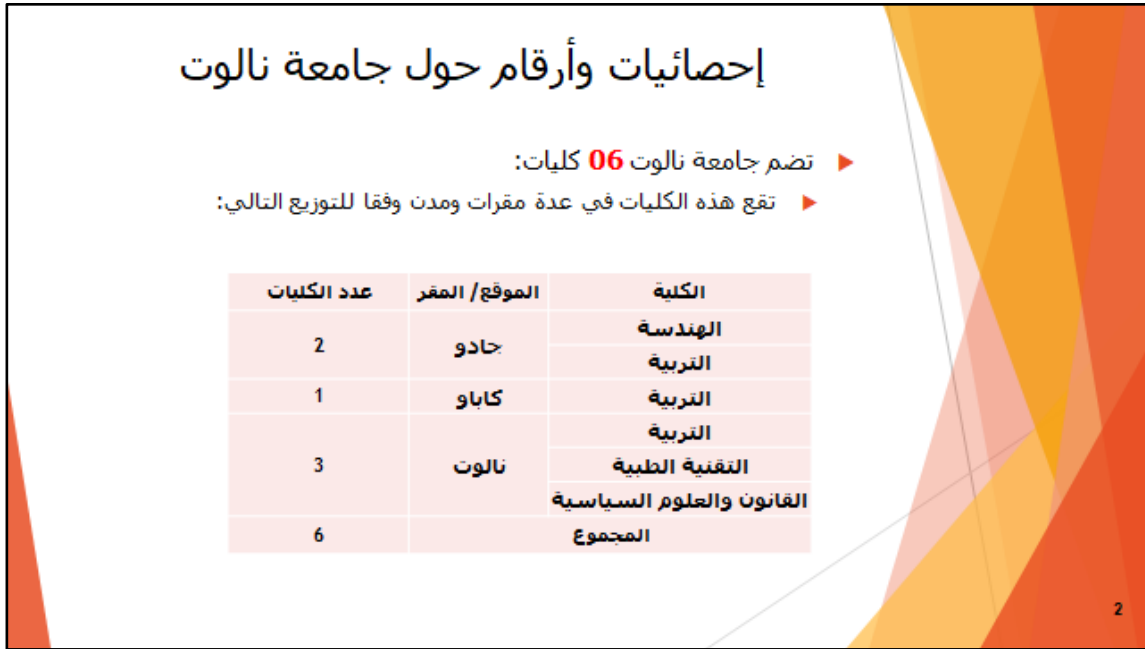 إحصائيات وأرقام حول جامعة نالوت
تضم جامعة نالوت 06 كليات:
تقع هذه الكليات في عدة مقرات ومدن وفقا للتوزيع التالي:
الكلية الموقع/ المقر عدد الكليات
الهندسة
جادو 2
التربية
التربية كاباو 1
التربية
التقنية الطبية نالوت 3
القانون والعلوم السياسية
المجموع 6
2